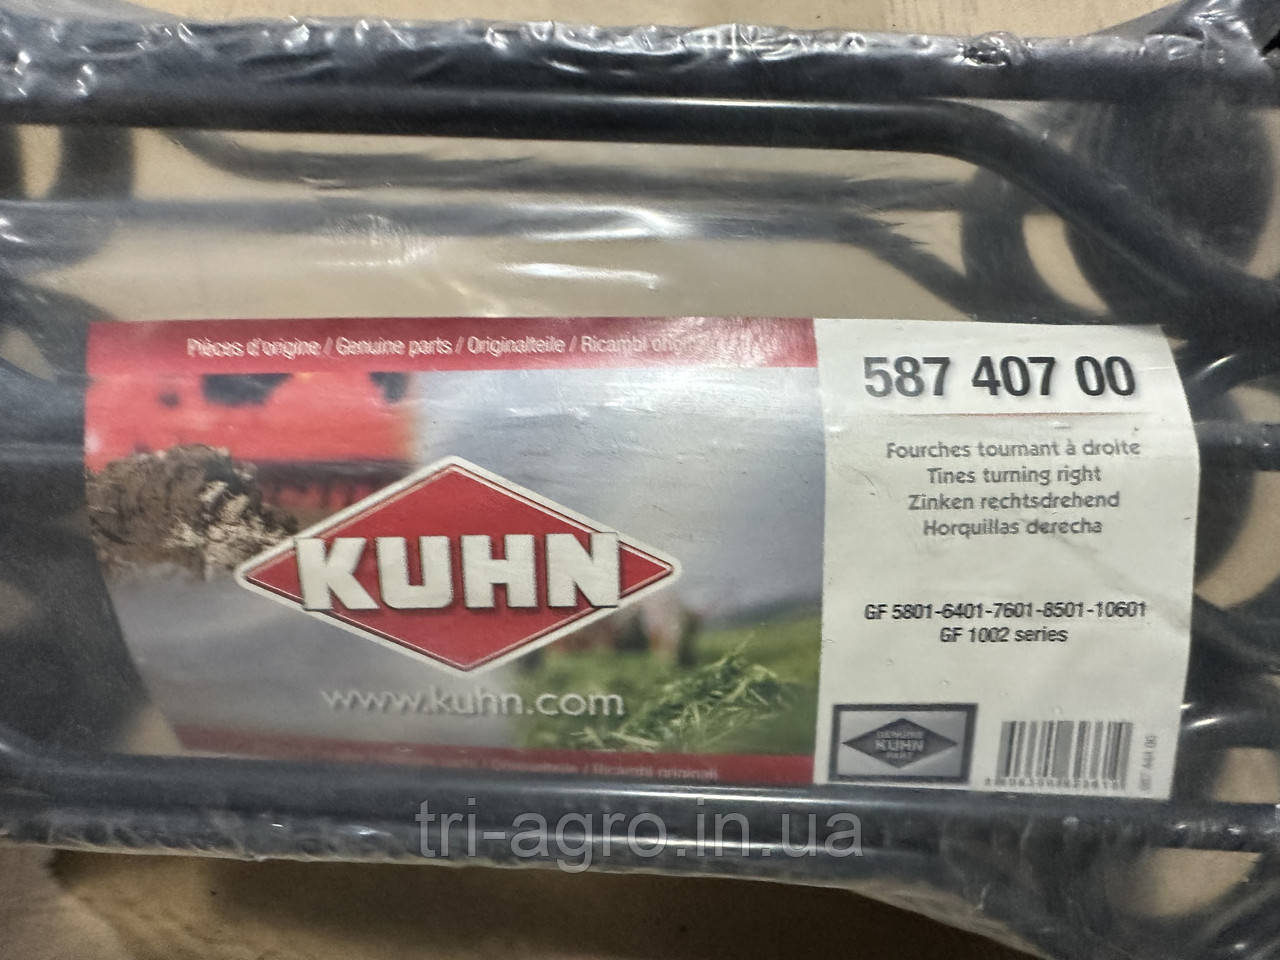 Pièces d'origine / Genuine parts / Originalteile / Ricambi
587 407 00
Fourches tournant à droite
Tines turning right
Zinken rechtsdrehend
Horquillas derecha
GF 5801-6401-7601-8501-10601
GF 1002 series
KUHN
www.kuhn.com
GENUINE
KUHN
PART
/ Ricambi originali
tri-agro.in.ua